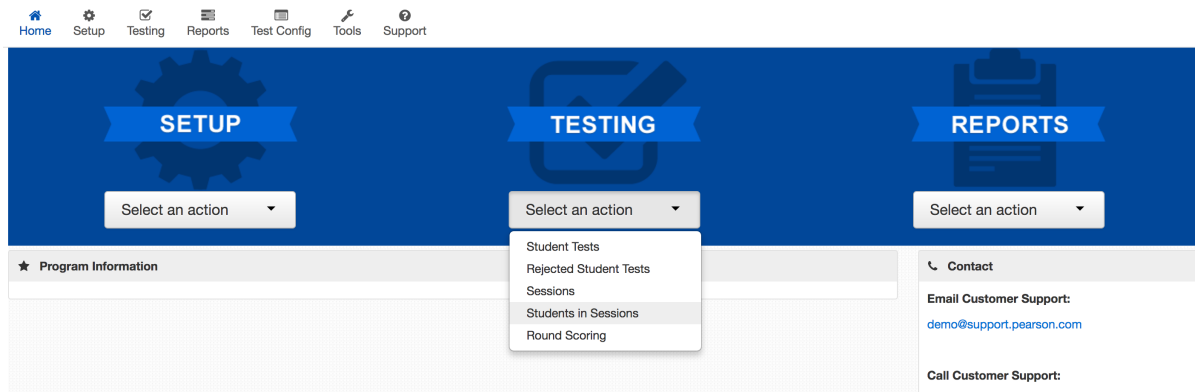 Home Setup Testing Reports Test Config Tools Support
SETUP
TESTING
REPORTS
Select an action
Select an action
Select an action
Student Tests
Rejected Student Tests
Sessions
Students in Sessions
Round Scoring
Program Information
Contact
Email Customer Support:
demo@support.pearson.com
Call Customer Support: